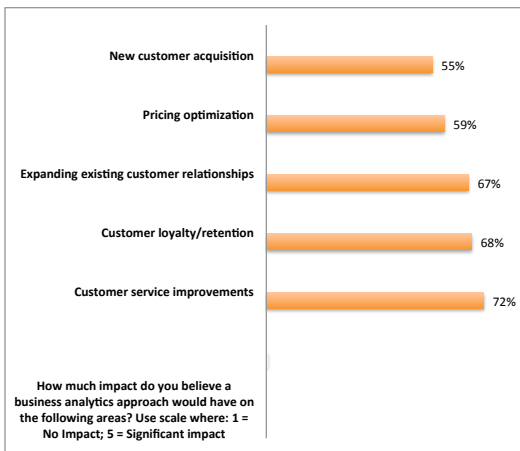 New customer acquisition
55%
Pricing optimization
59%
Expanding existing customer relationships
67%
Customer loyalty/retention
68%
Customer service improvements
72%
How much impact do you believe a
business analytics approach would have on
the following areas? Use scale where: 1 =
No Impact; 5 = Significant impact